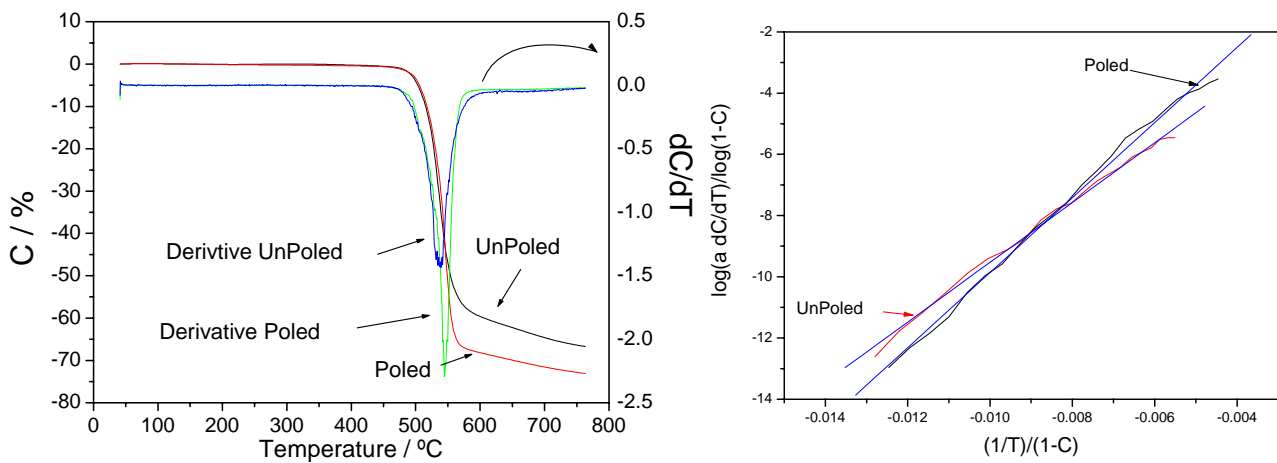 10
0
-10
-20
-30
-40
-50
-60
-70
-80
C / %
0 100 200 300 400 500 600 700 800
Temperature / ºC
0.5
0.0
-0.5
-1.0
-1.5
-2.0
-2.5
dC/dT
Derivtive UnPoled
UnPoled
Derivative Poled
Poled
-2
-4
-6
-8
-10
-12
-14
log(a dC/dT)/log(1-C)
Poled
UnPoled
-0.014 -0.012 -0.010 -0.008 -0.006 -0.004
(1/T)/(1-C)